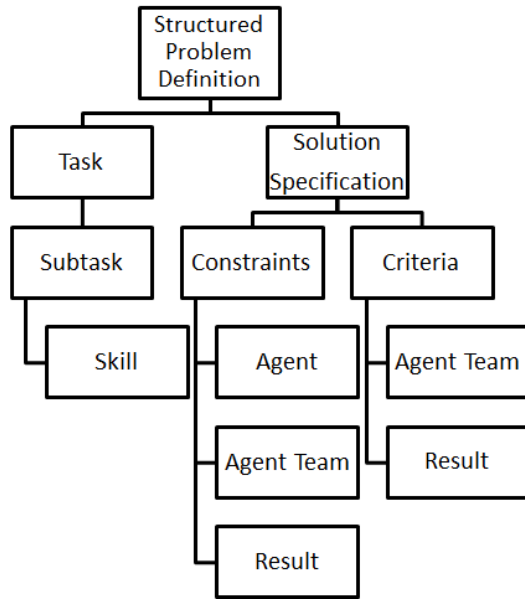 Structured
Problem
Definition
Task
Solution
Specification
Subtask
Constraints
Criteria
Skill
Agent
Agent Team
Agent Team
Result
Result